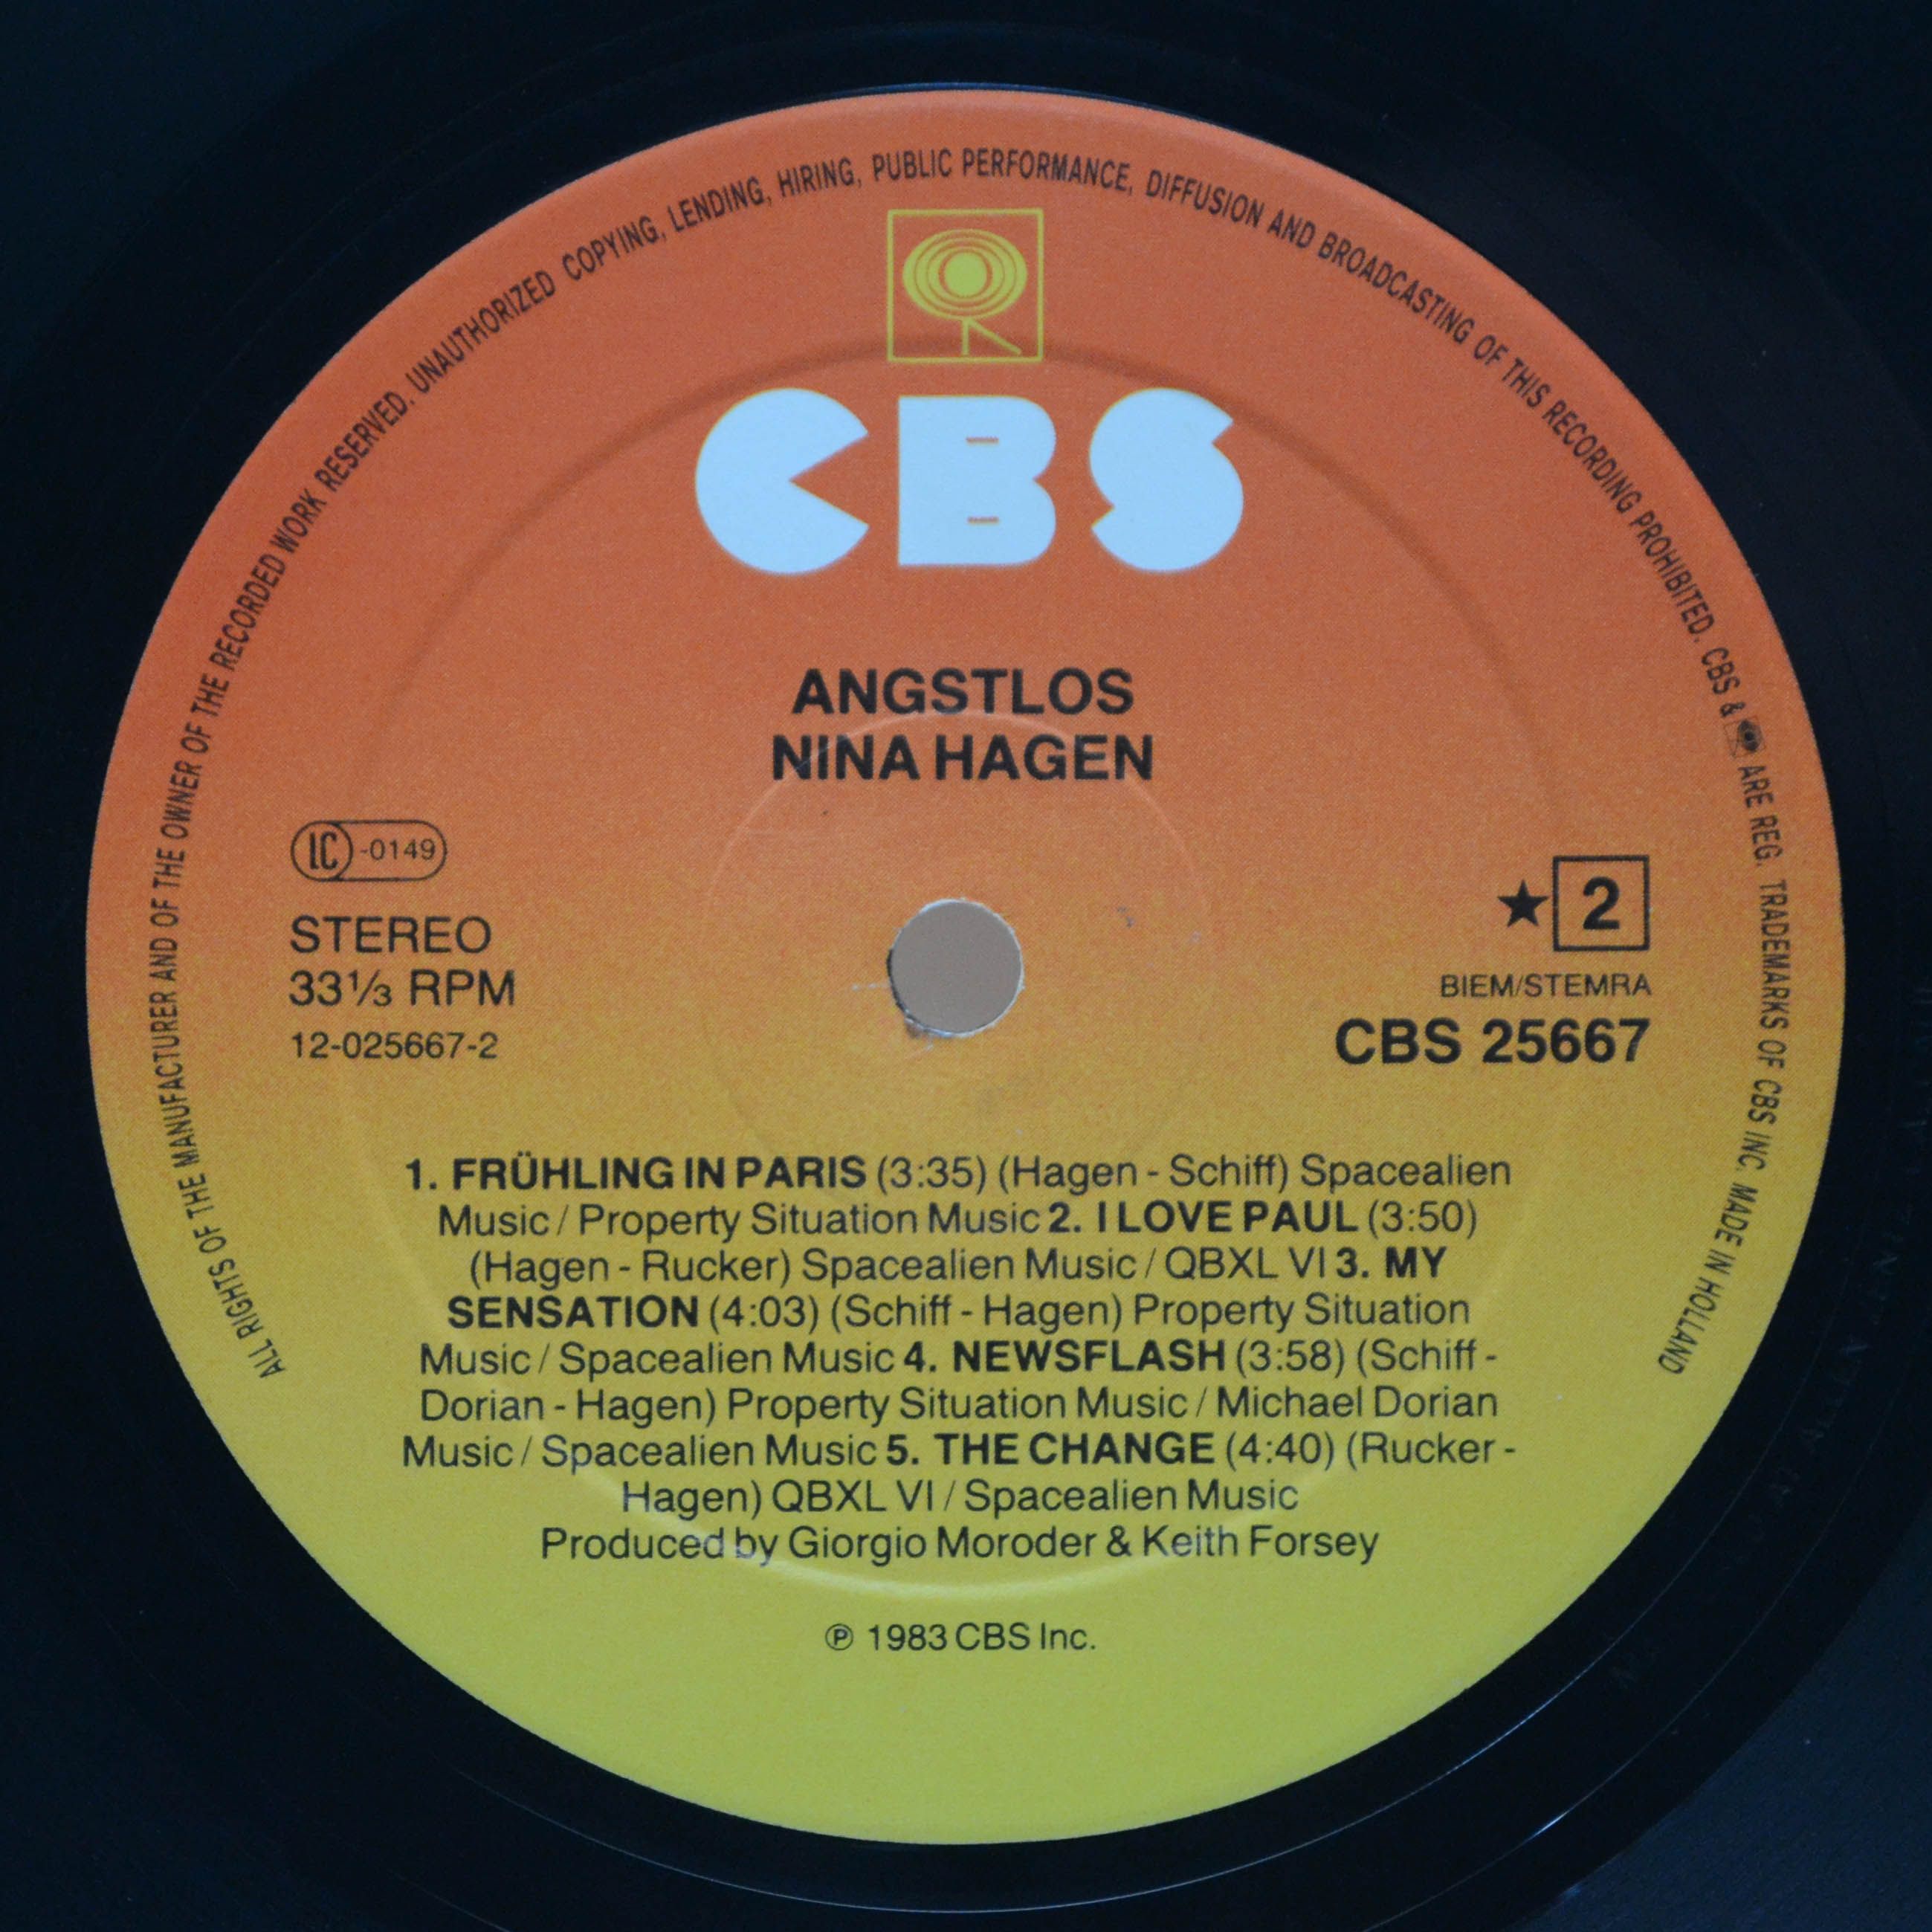 ALL RIGHTS OF THE MANUFACTURER AND OF THE OWNER OF THE RECORDED WORK RESERVED. UNAUTHORIZED COPYING, LENDING, HIRING, PUBLIC PERFORMANCE, DIFFUSION AND BROADCASTING OF THIS RECORDING PROHIBITED. CBS & ARE REG. TRADEMARKS OF CBS INC. MADE IN HOLLAND
CBS
ANGSTLOS
NINA HAGEN
LC-0149
STEREO
33⅓ RPM
12-025667-2
★2
BIEM/STEMRA
CBS 25667
1. FRÜHLING IN PARIS (3:35) (Hagen - Schiff) Spacealien
Music / Property Situation Music 2. I LOVE PAUL (3:50)
(Hagen - Rucker) Spacealien Music / QBXL VI 3. MY
SENSATION (4:03) (Schiff - Hagen) Property Situation
Music / Spacealien Music 4. NEWSFLASH (3:58) (Schiff -
Dorian - Hagen) Property Situation Music / Michael Dorian
Music / Spacealien Music 5. THE CHANGE (4:40) (Rucker -
Hagen) QBXL VI / Spacealien Music
Produced by Giorgio Moroder & Keith Forsey
℗ 1983 CBS Inc.